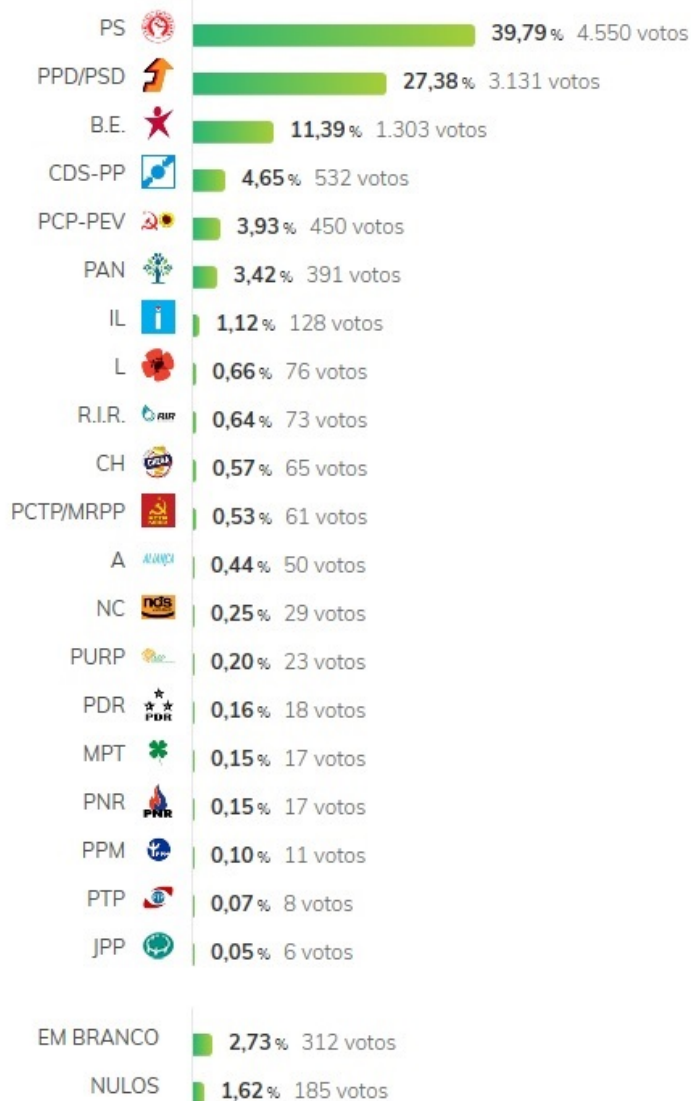 PS 39,79 % 4.550 votos
PPD/PSD 27,38 % 3.131 votos
B.E. 11,39 % 1.303 votos
CDS-PP 4,65 % 532 votos
PCP-PEV 3,93 % 450 votos
PAN 3,42 % 391 votos
IL 1,12 % 128 votos
L 0,66 % 76 votos
R.I.R. 0,64 % 73 votos
CH 0,57 % 65 votos
PCTP/MRPP 0,53 % 61 votos
A ALIANÇA 0,44 % 50 votos
NC nds 0,25 % 29 votos
PURP 0,20 % 23 votos
PDR PDR 0,16 % 18 votos
MPT 0,15 % 17 votos
PNR PNR 0,15 % 17 votos
PPM 0,10 % 11 votos
PTP 0,07 % 8 votos
JPP 0,05 % 6 votos
EM BRANCO 2,73 % 312 votos
NULOS 1,62 % 185 votos